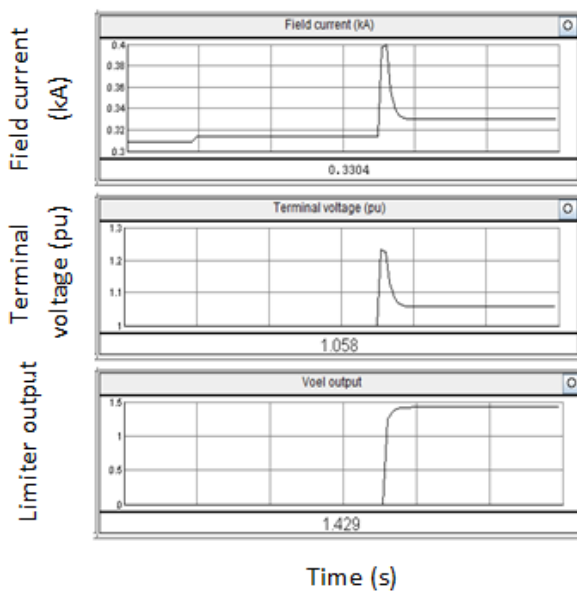 Field current (kA)
Field current
(kA)
0.4
0.38
0.36
0.34
0.32
0.3
0.3304
Terminal voltage (pu)
Terminal
voltage (pu)
1.3
1.2
1.1
1
1.058
Voel output
Limiter output
1.5
1
0.5
0
1.429
Time (s)